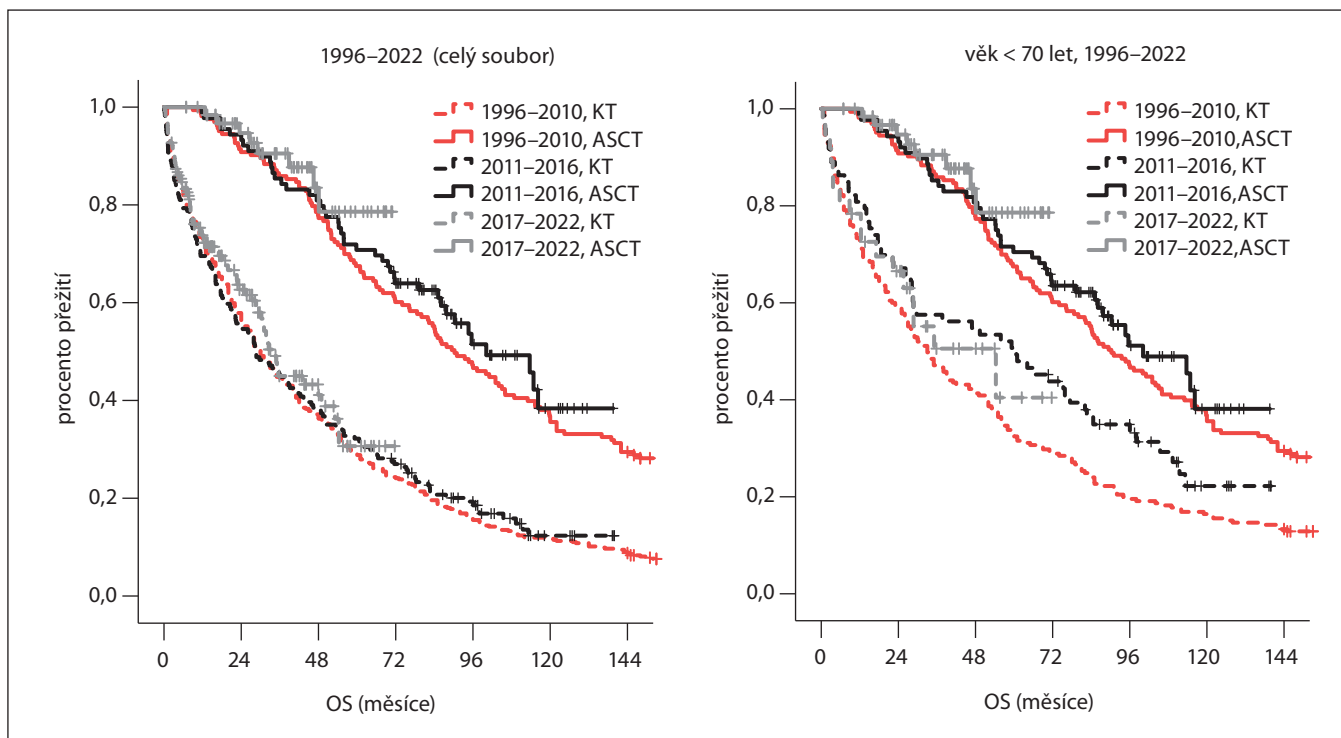 1996–2022 (celý soubor)
procento přežití
1,0
0,8
0,6
0,4
0,2
0,0
1996–2010, KT
1996–2010, ASCT
2011–2016, KT
2011–2016, ASCT
2017–2022, KT
2017–2022, ASCT
0 24 48 72 96 120 144
OS (měsíce)
věk < 70 let, 1996–2022
procento přežití
1,0
0,8
0,6
0,4
0,2
0,0
1996–2010, KT
1996–2010,ASCT
2011–2016, KT
2011–2016,ASCT
2017–2022, KT
2017–2022,ASCT
0 24 48 72 96 120 144
OS (měsíce)